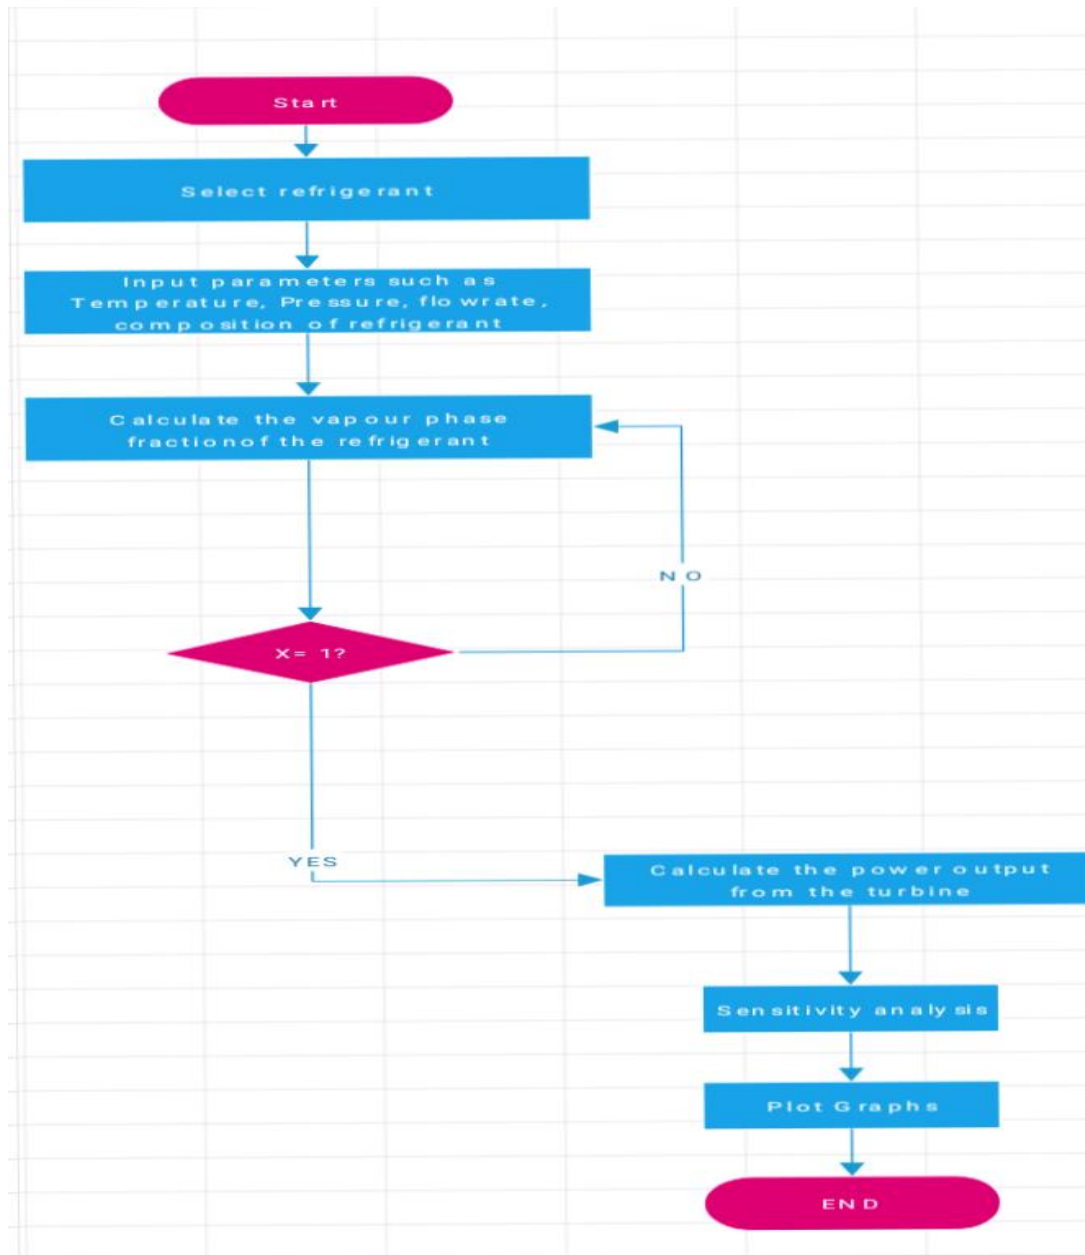 Start
Select refrigerant
Input parameters such as
Temperature, Pressure, flowrate,
composition of refrigerant
Calculate the vapour phase
fractionof the refrigerant
NO
X= 1?
YES
Calculate the power output
from the turbine
Sensitivity analysis
Plot Graphs
END